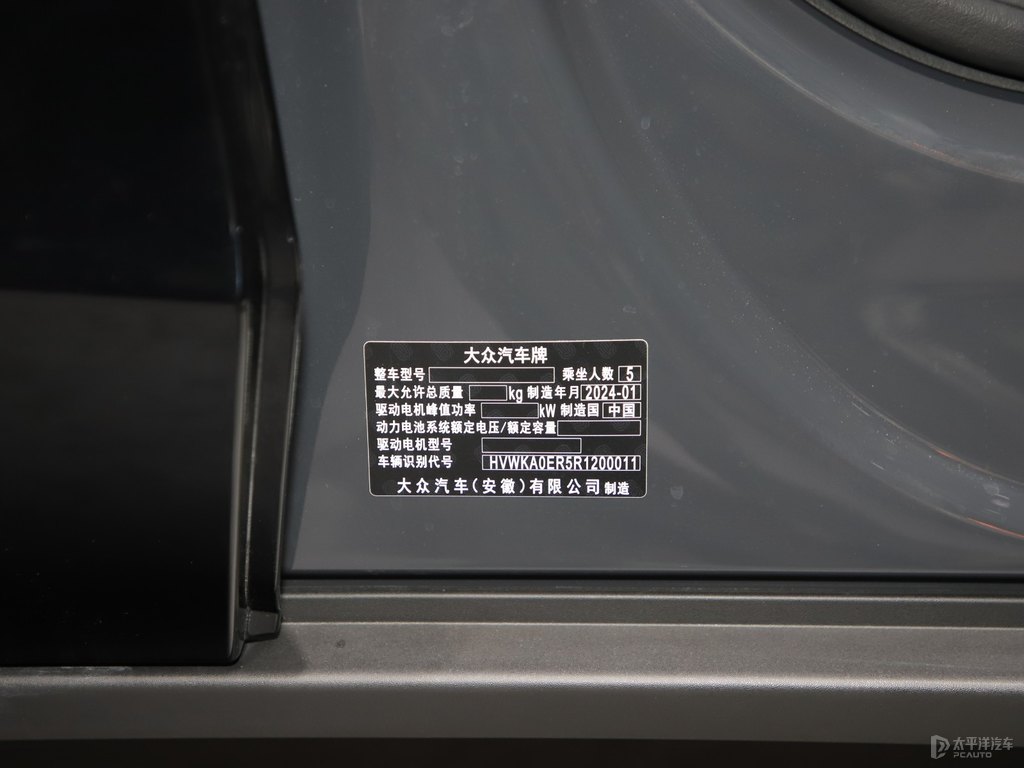 大众汽车牌
整车型号 乘坐人数 5
最大允许总质量 kg 制造年月 2024-01
驱动电机峰值功率 kW 制造国 中国
动力电池系统额定电压/额定容量
驱动电机型号
车辆识别代号 HVWKA0ER5R1200011
大众汽车(安徽)有限公司 制造
太平洋汽车
PCAUTO